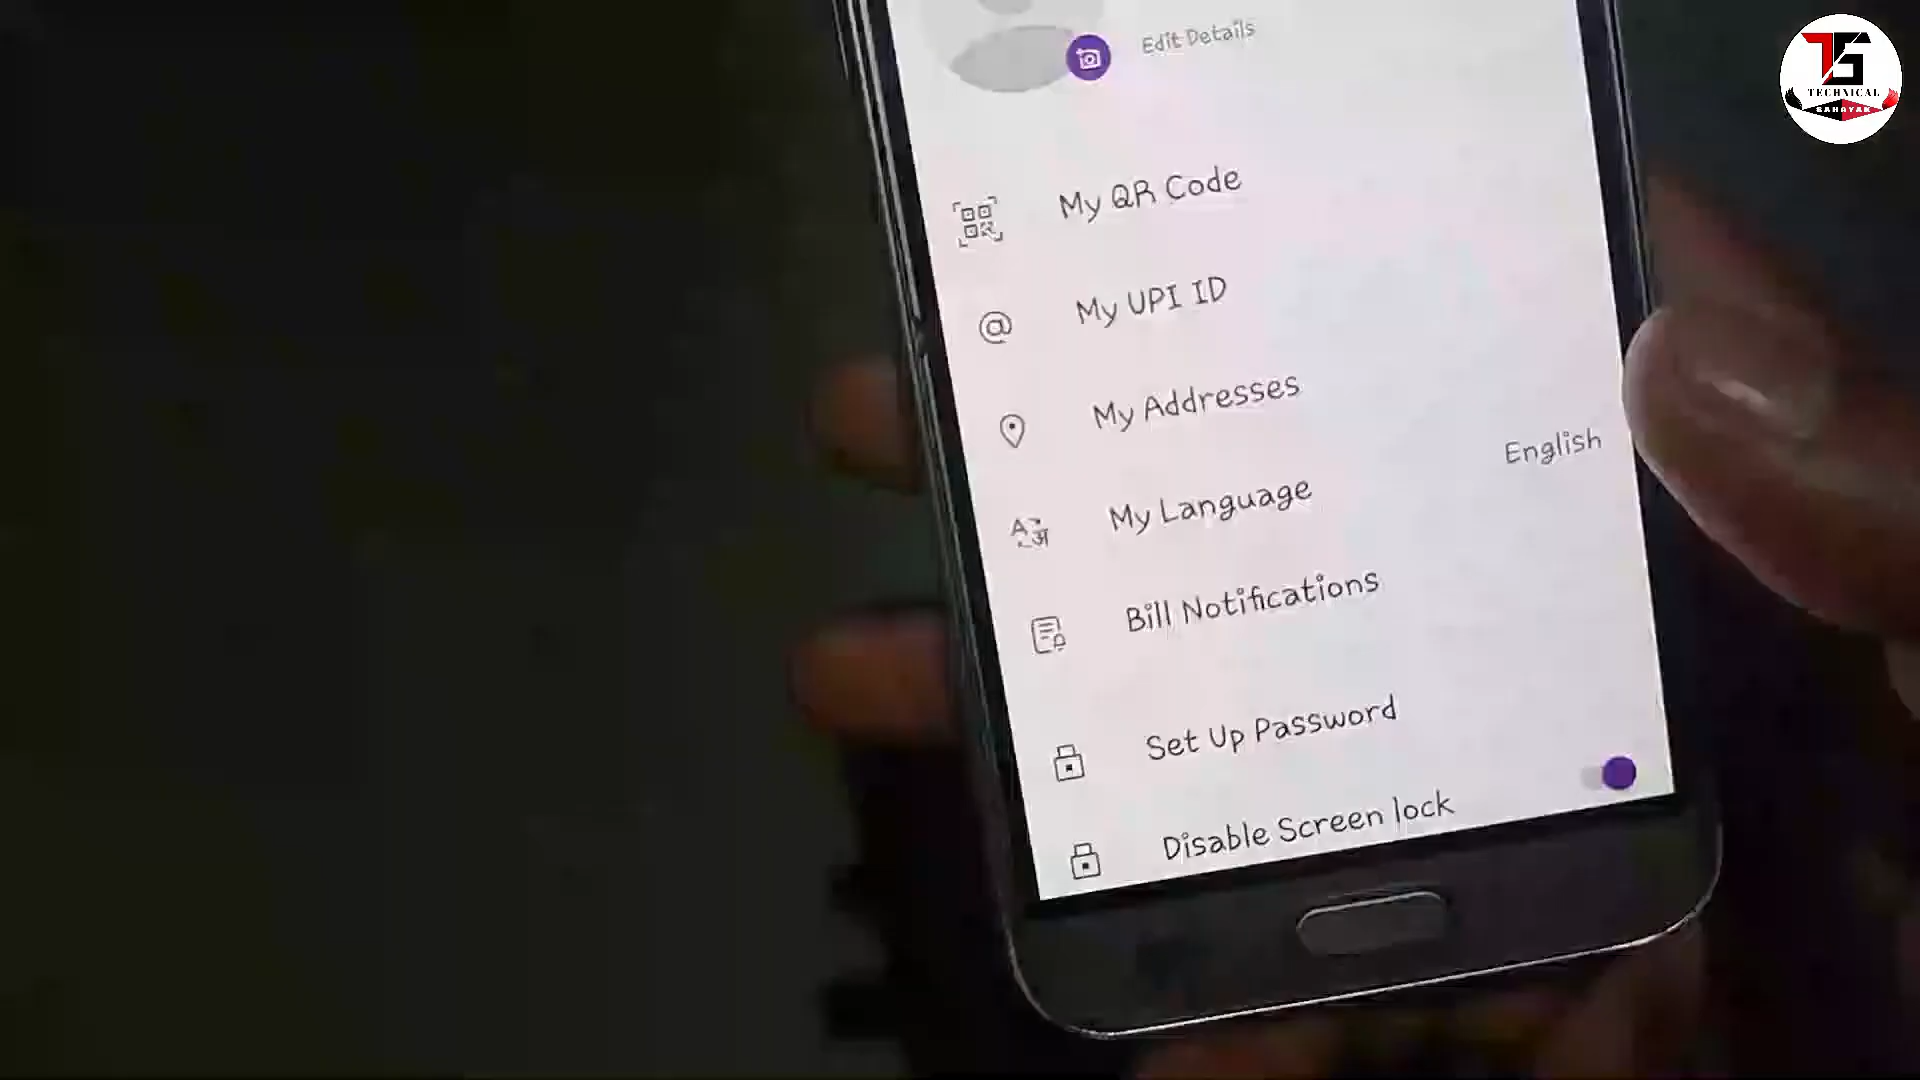 Edit Details
TECHNICAL
SAHAYAK
My QR Code
My UPI ID
My Addresses
English
My Language
Bill Notifications
Set Up Password
Disable Screen lock